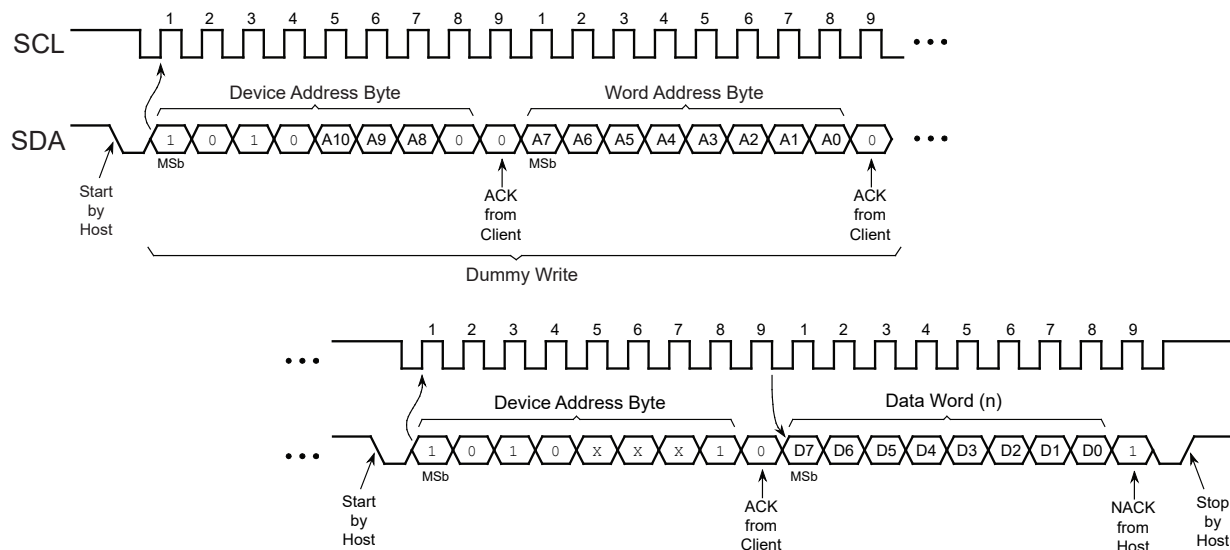 1 2 3 4 5 6 7 8 9 1 2 3 4 5 6 7 8 9
SCL
Device Address Byte Word Address Byte
SDA 1 0 1 0 A10 A9 A8 0 0 A7 A6 A5 A4 A3 A2 A1 A0 0
MSb MSb
Start
by
Host
ACK
from
Client
ACK
from
Client
Dummy Write
1 2 3 4 5 6 7 8 9 1 2 3 4 5 6 7 8 9
Device Address Byte Data Word (n)
1 0 1 0 X X X 1 0 D7 D6 D5 D4 D3 D2 D1 D0 1
MSb MSb
Start
by
Host
ACK
from
Client
NACK
from
Host
Stop
by
Host